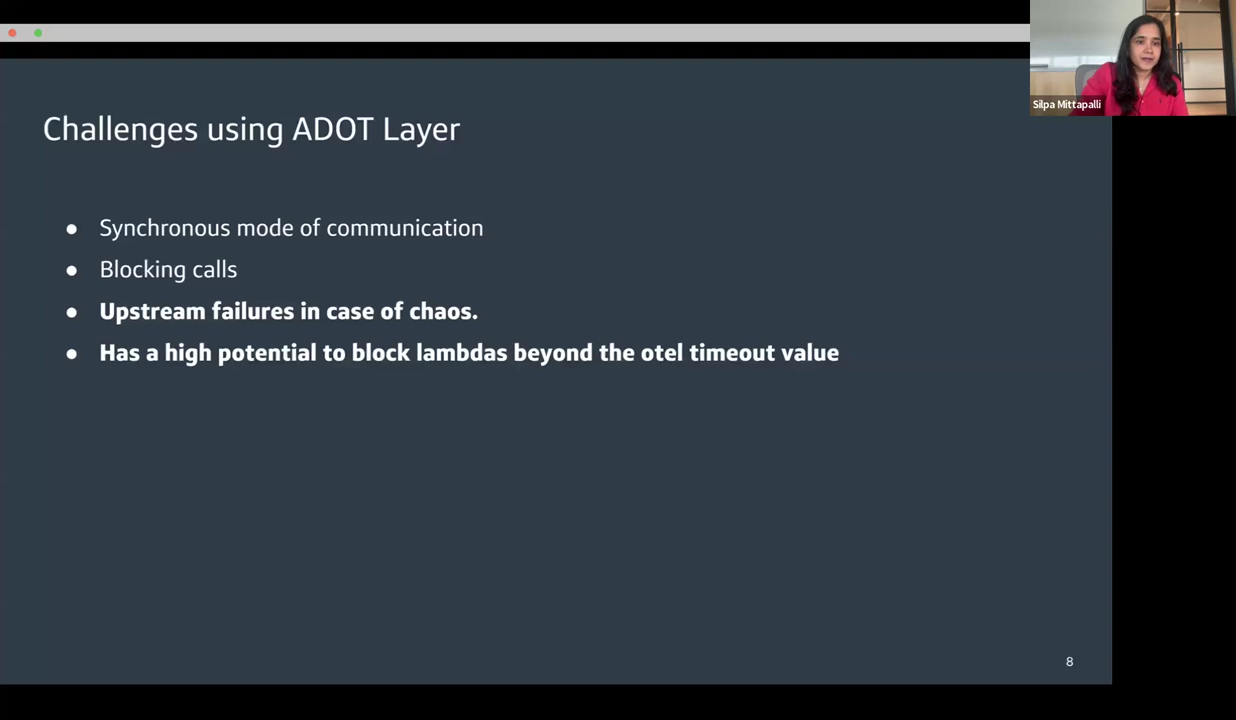 Silpa Mittapalli
Challenges using ADOT Layer
● Synchronous mode of communication
● Blocking calls
● Upstream failures in case of chaos.
● Has a high potential to block lambdas beyond the otel timeout value
8